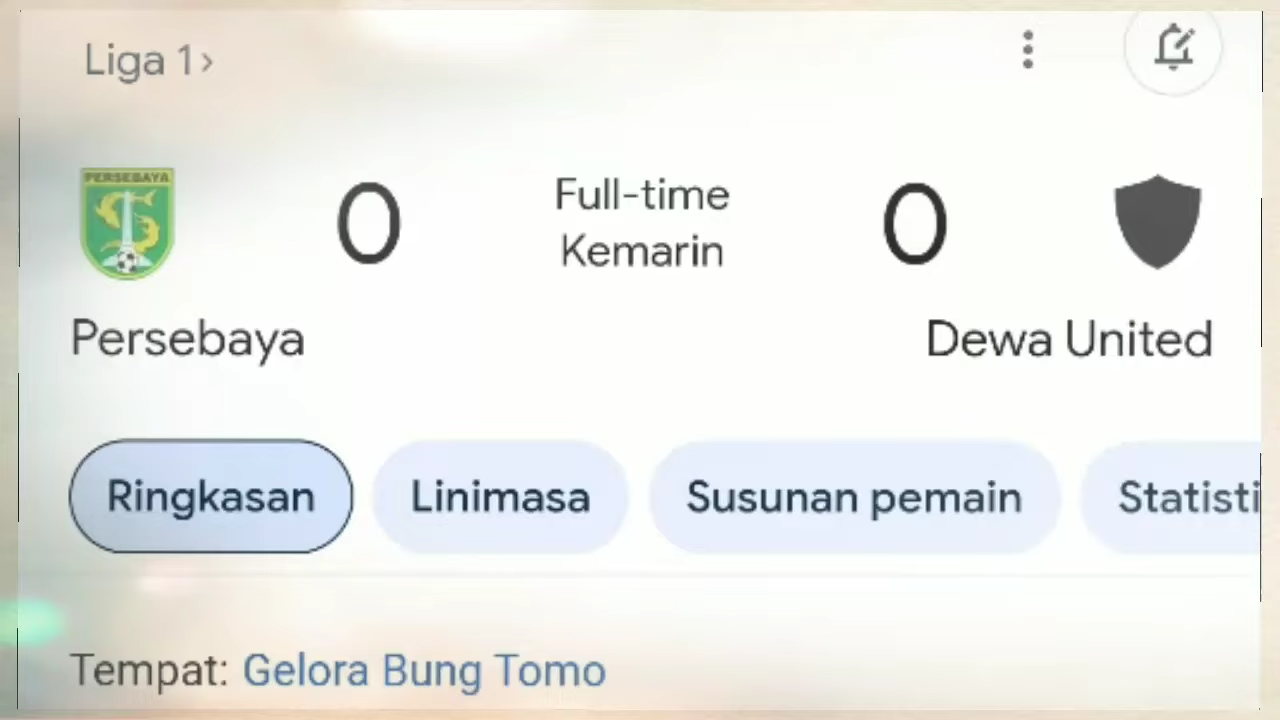 Liga 1 ›
PERSEBAYA
0
Full-time
Kemarin
0
Persebaya
Dewa United
Ringkasan
Linimasa
Susunan pemain
Statisti
Tempat: Gelora Bung Tomo